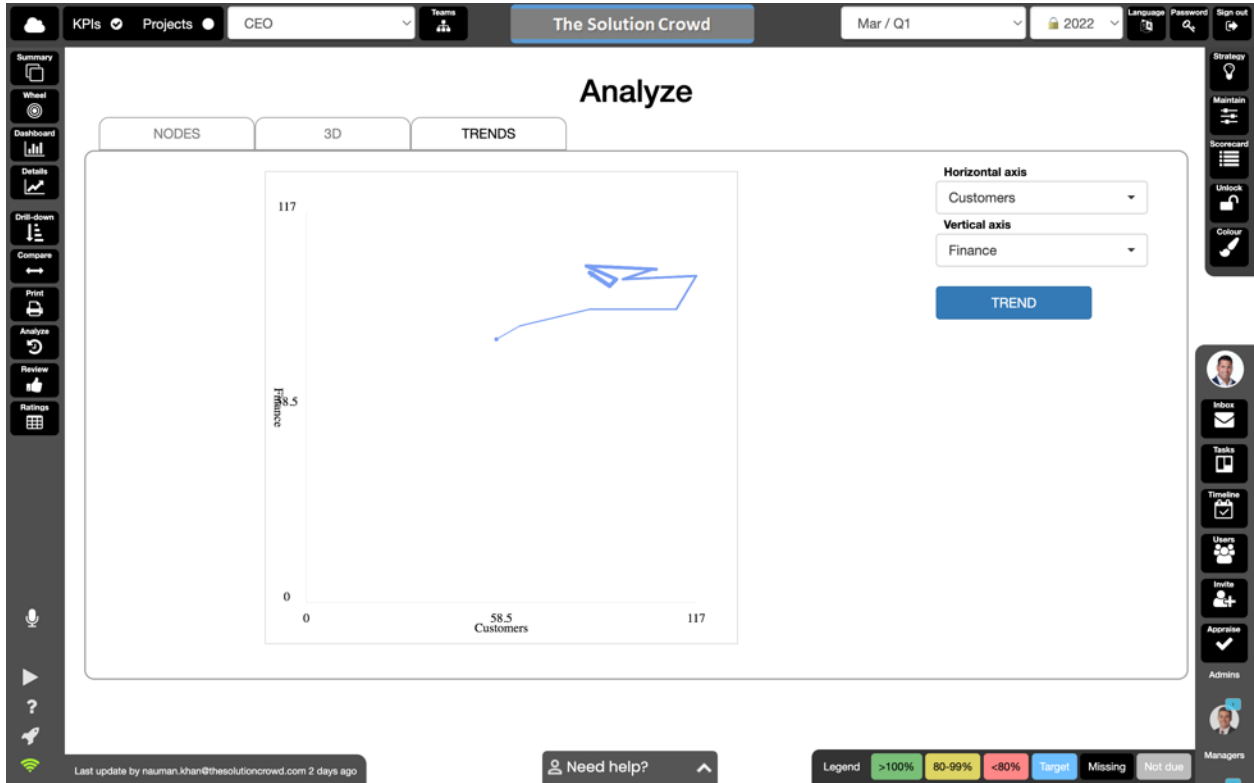 KPIs Projects CEO Teams The Solution Crowd Mar / Q1 2022 Language Password Sign out
Summary
Wheel
Dashboard
Details
Drill-down
Compare
Print
Analyze
Review
Ratings
Analyze
NODES 3D TRENDS
117
58.5
0
Finance
0 58.5 117
Customers
Horizontal axis
Customers
Vertical axis
Finance
TREND
Strategy
Maintain
Scorecard
Unlock
Colour
Inbox
Tasks
Timeline
Users
Invite
Appraise
Admins
Managers
Last update by nauman.khan@thesolutioncrowd.com 2 days ago
Need help?
Legend >100% 80-99% <80% Target Missing Not due